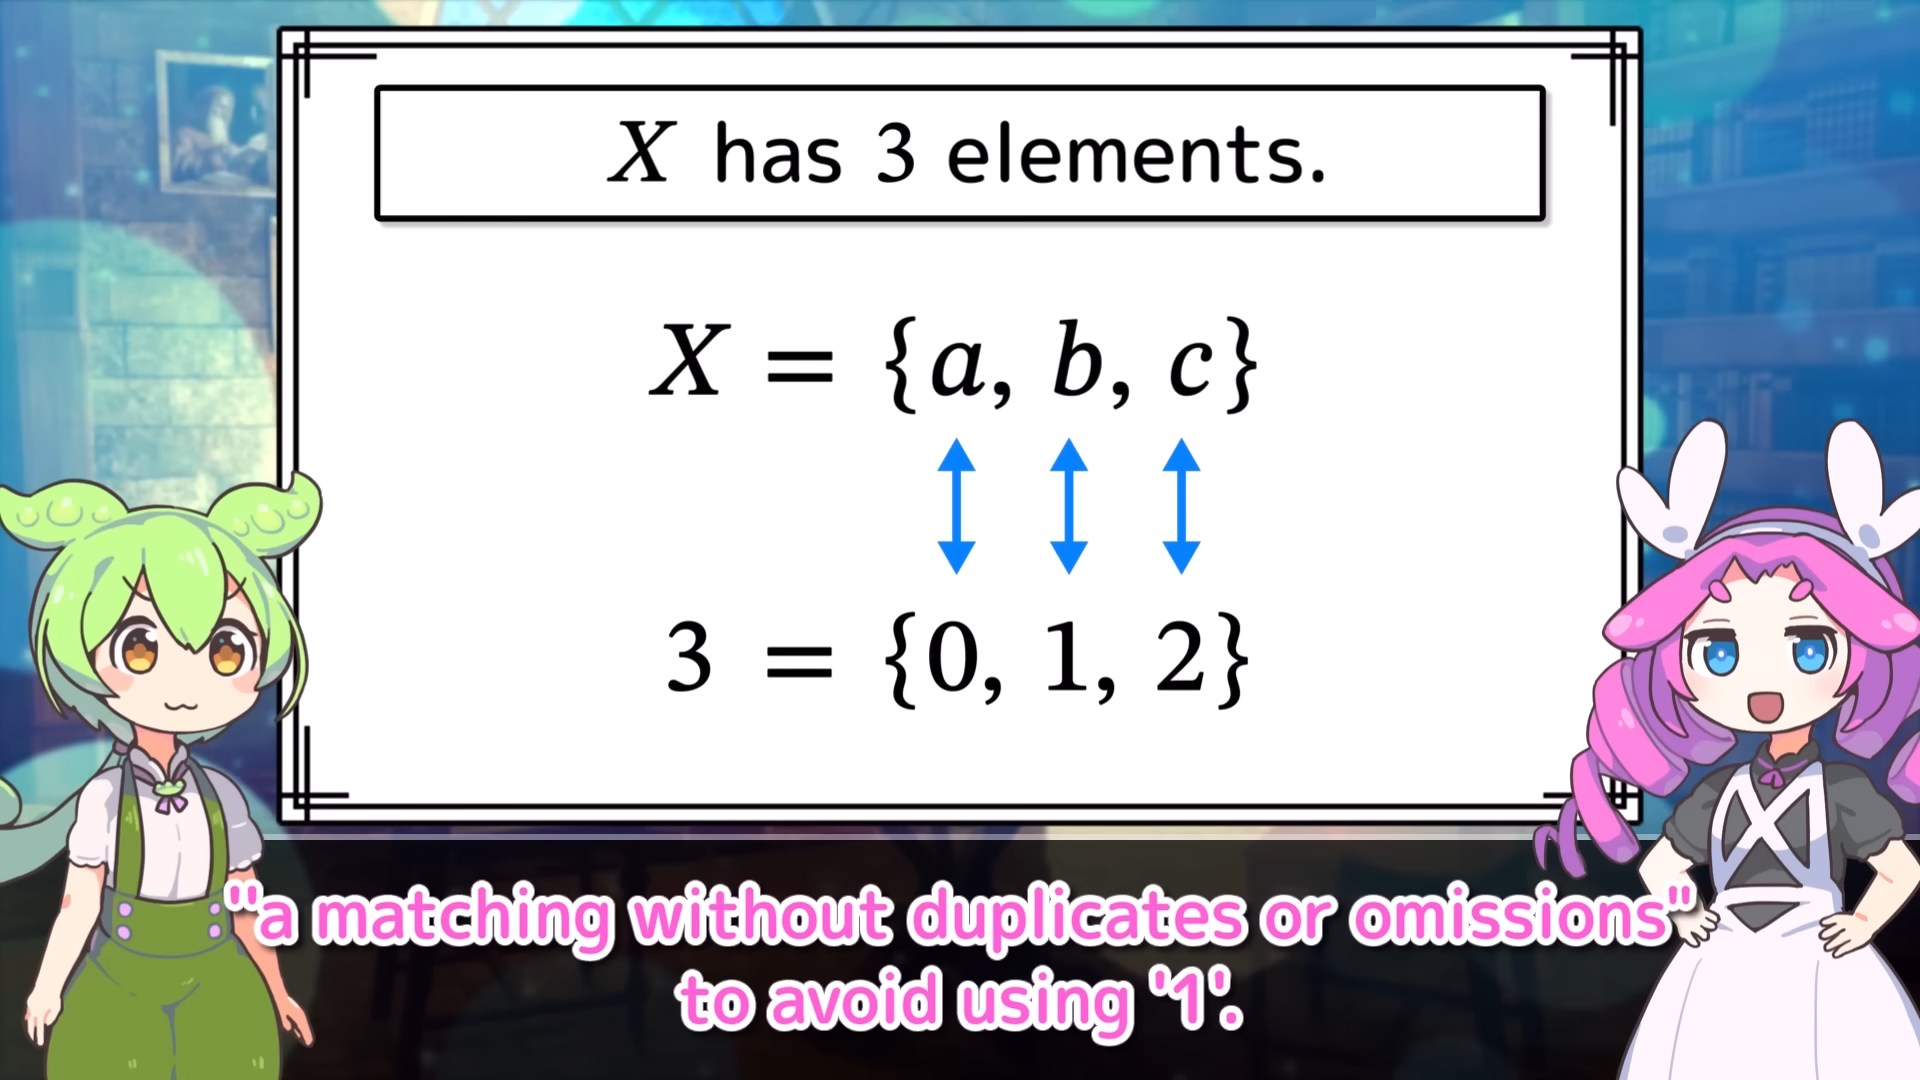 X has 3 elements.
X = {a, b, c}
3 = {0, 1, 2}
"a matching without duplicates or omissions"
to avoid using '1'.